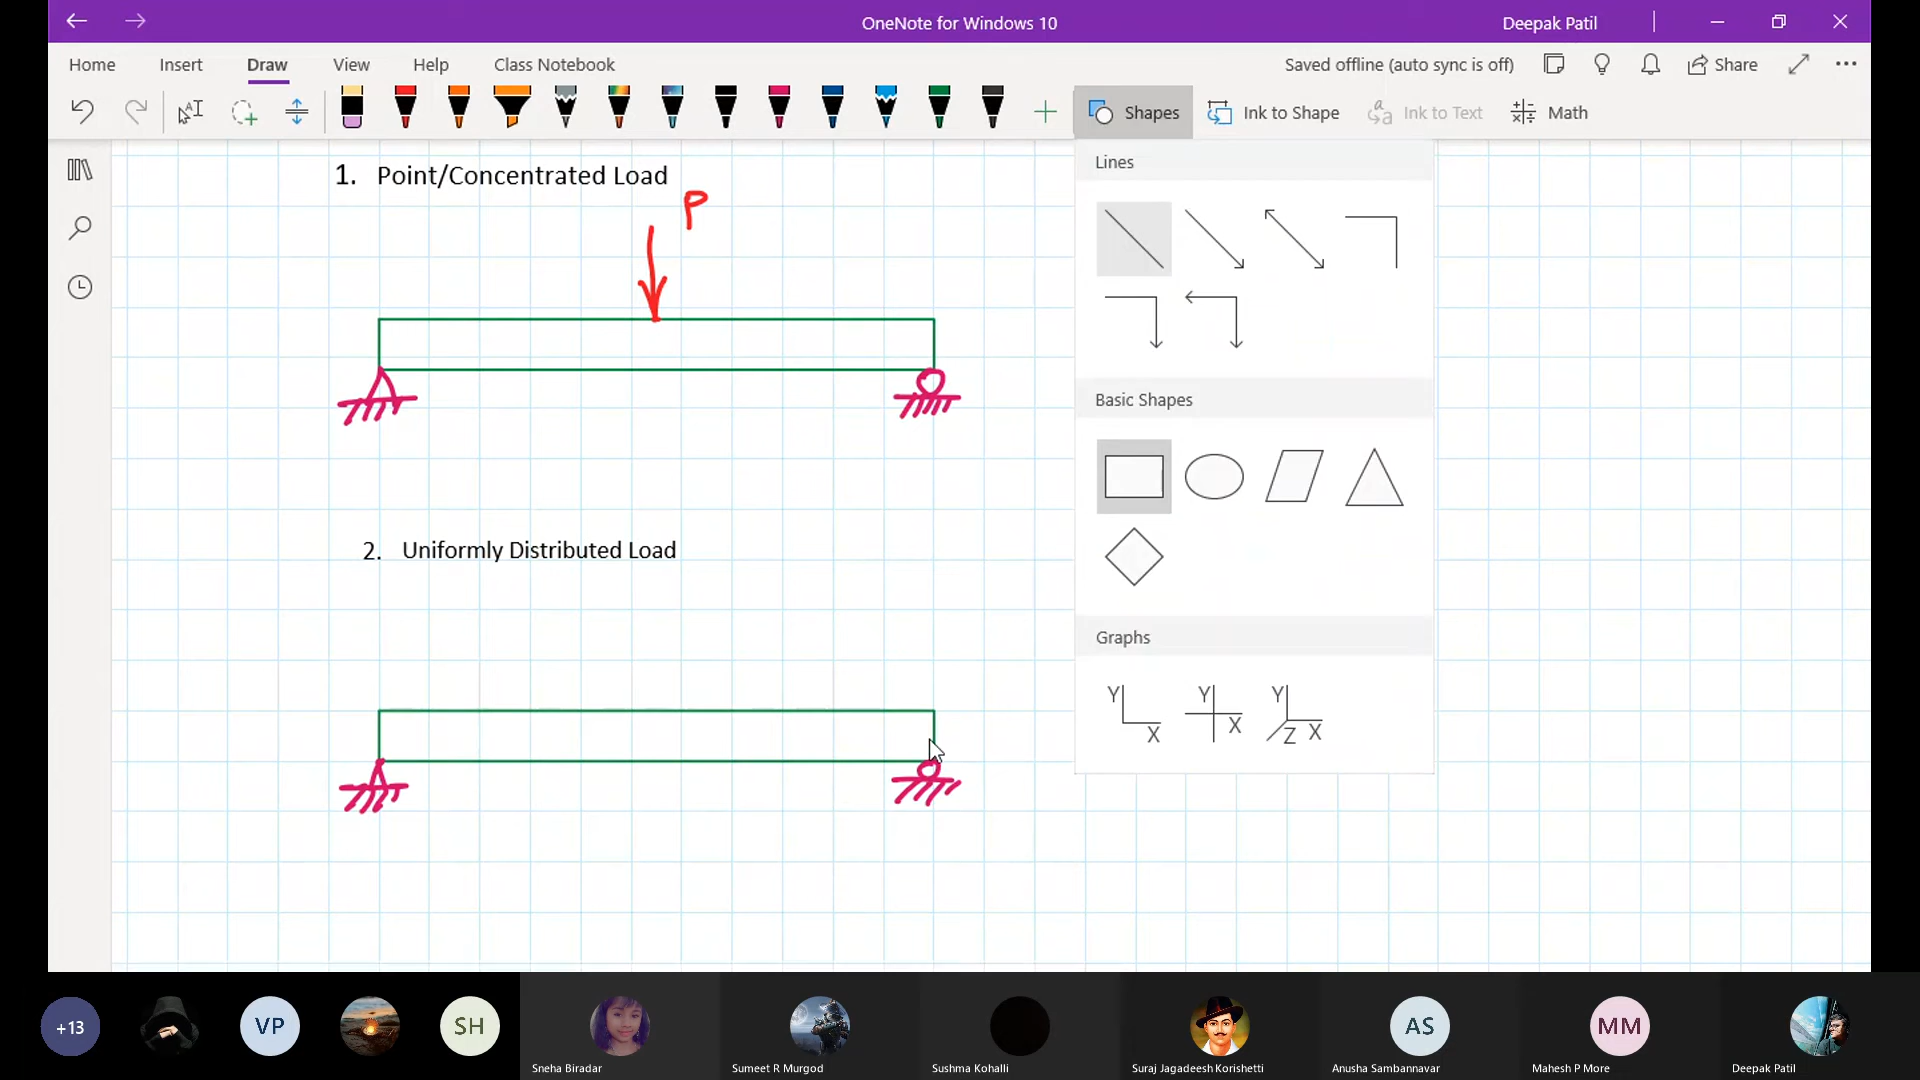 OneNote for Windows 10
Deepak Patil
Home
Insert
Draw
View
Help
Class Notebook
Saved offline (auto sync is off)
Share
Shapes
Ink to Shape
Ink to Text
Math
1. Point/Concentrated Load
P
2. Uniformly Distributed Load
Lines
Basic Shapes
Graphs
Y
X
Y
X
Y
Z X
+13
VP
SH
AS
MM
Sneha Biradar
Sumeet R Murgod
Sushma Kohalli
Suraj Jagadeesh Korishetti
Anusha Sambannavar
Mahesh P More
Deepak Patil